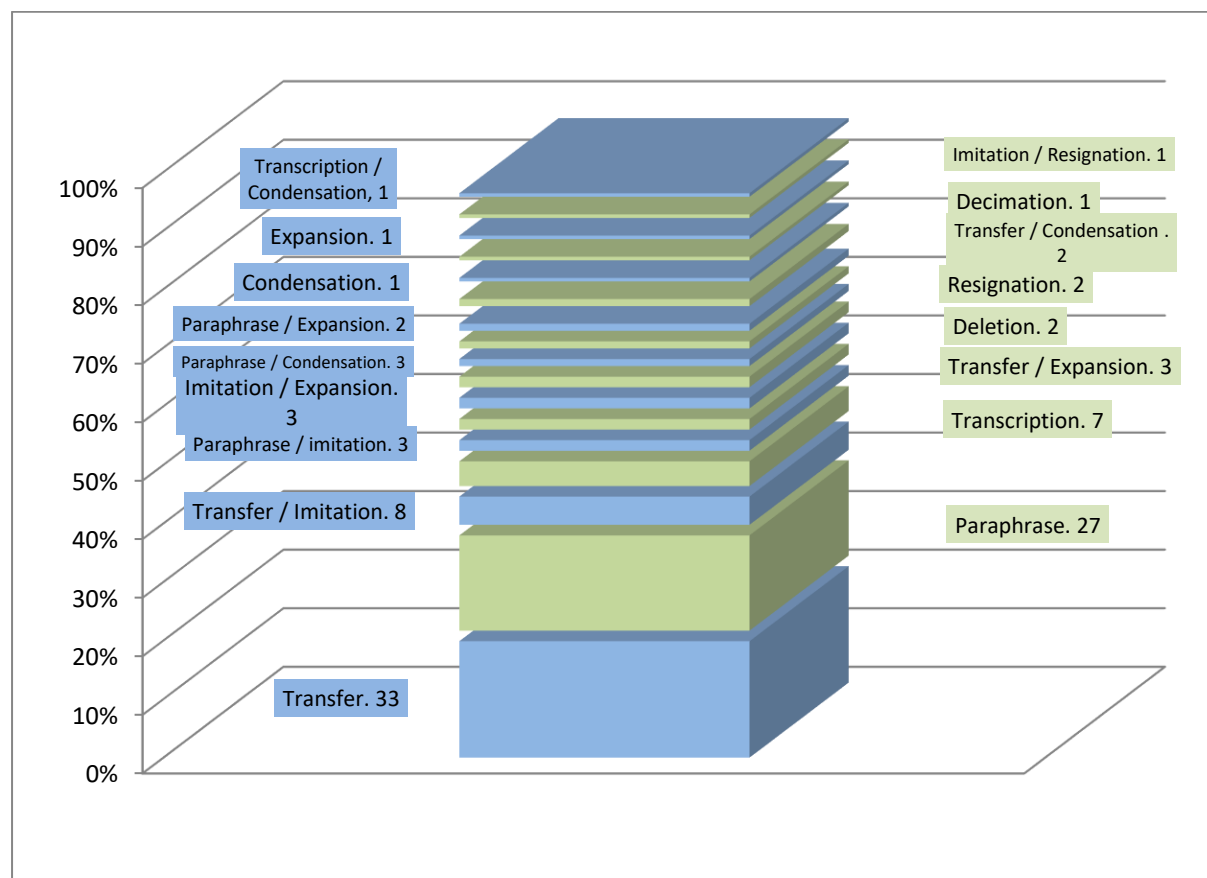 100%
90%
80%
70%
60%
50%
40%
30%
20%
10%
0%
Transcription /
Condensation, 1
Expansion. 1
Condensation. 1
Paraphrase / Expansion. 2
Paraphrase / Condensation. 3
Imitation / Expansion.
3
Paraphrase / imitation. 3
Transfer / Imitation. 8
Transfer. 33
Imitation / Resignation. 1
Decimation. 1
Transfer / Condensation .
2
Resignation. 2
Deletion. 2
Transfer / Expansion. 3
Transcription. 7
Paraphrase. 27